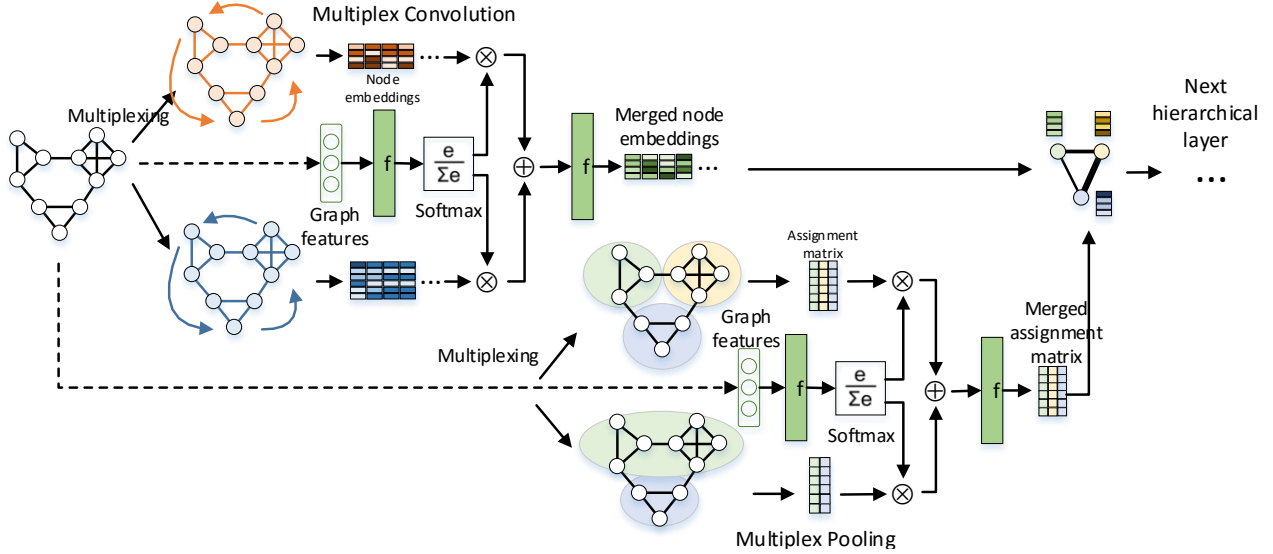 Multiplex Convolution
Multiplexing
Node
embeddings
...
f
e
Σe
Softmax
Graph
features
...
f
Merged node
embeddings
...
Next
hierarchical
layer
...
Multiplexing
Assignment
matrix
Graph
features
f
e
Σe
Softmax
f
Merged
assignment
matrix
Multiplex Pooling